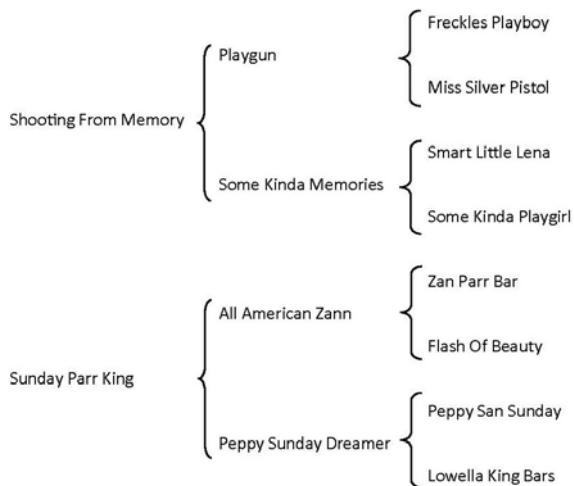 Freckles Playboy
Playgun
Miss Silver Pistol
Shooting From Memory
Smart Little Lena
Some Kinda Memories
Some Kinda Playgirl
Zan Parr Bar
All American Zann
Flash Of Beauty
Sunday Parr King
Peppy San Sunday
Peppy Sunday Dreamer
Lowella King Bars